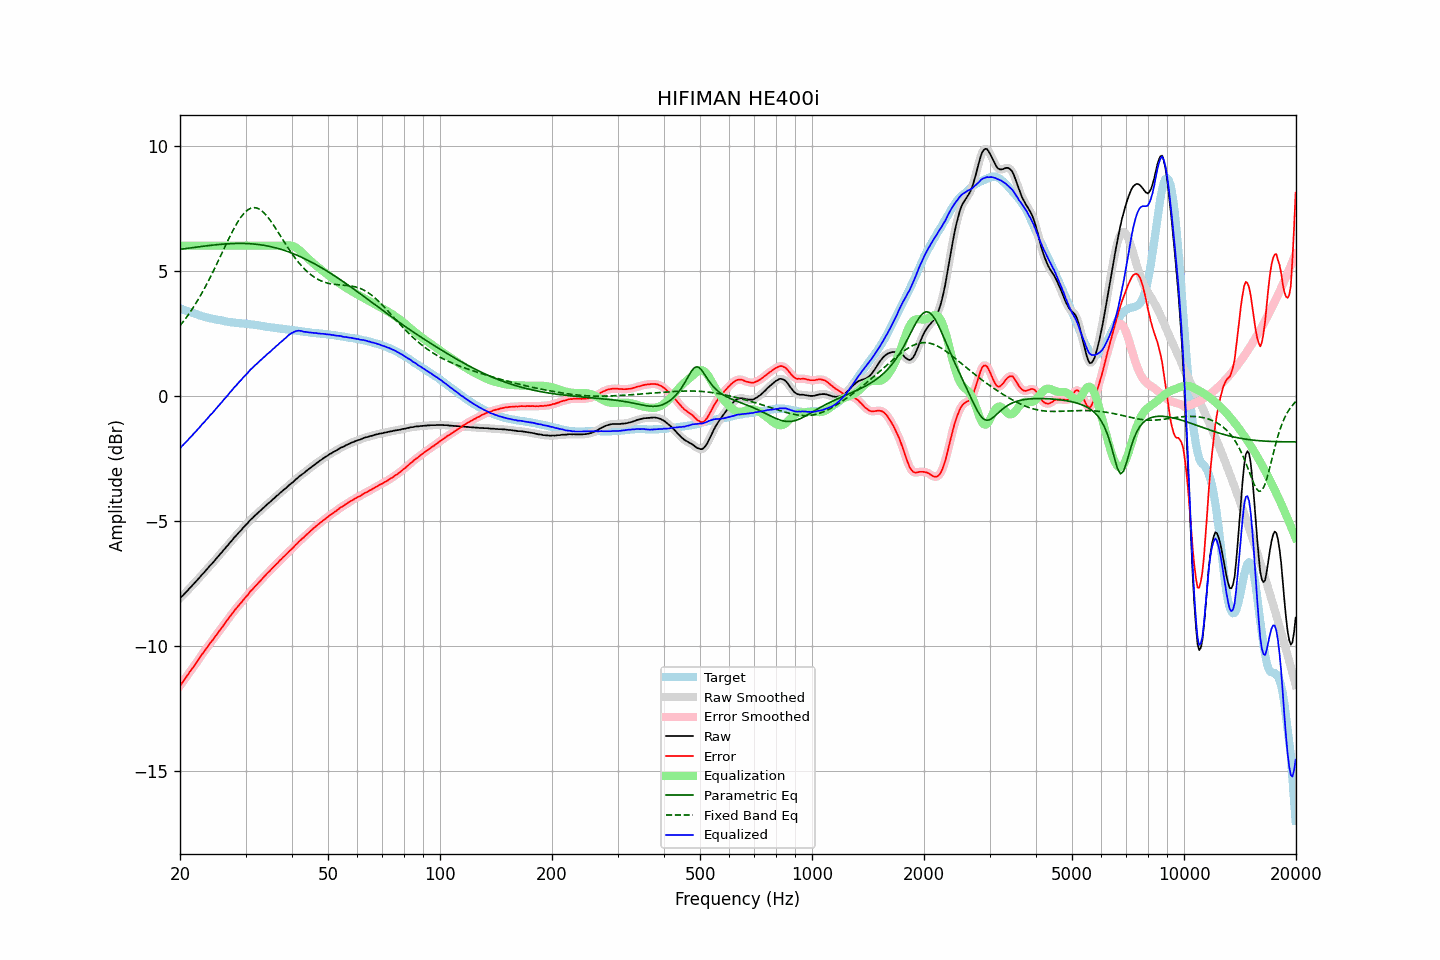 HIFIMAN HE400i
10
5
0
−5
−10
−15
Amplitude (dBr)
Target
Raw Smoothed
Error Smoothed
Raw
Error
Equalization
Parametric Eq
Fixed Band Eq
Equalized
20 50 100 200 500 1000 2000 5000 10000 20000
Frequency (Hz)